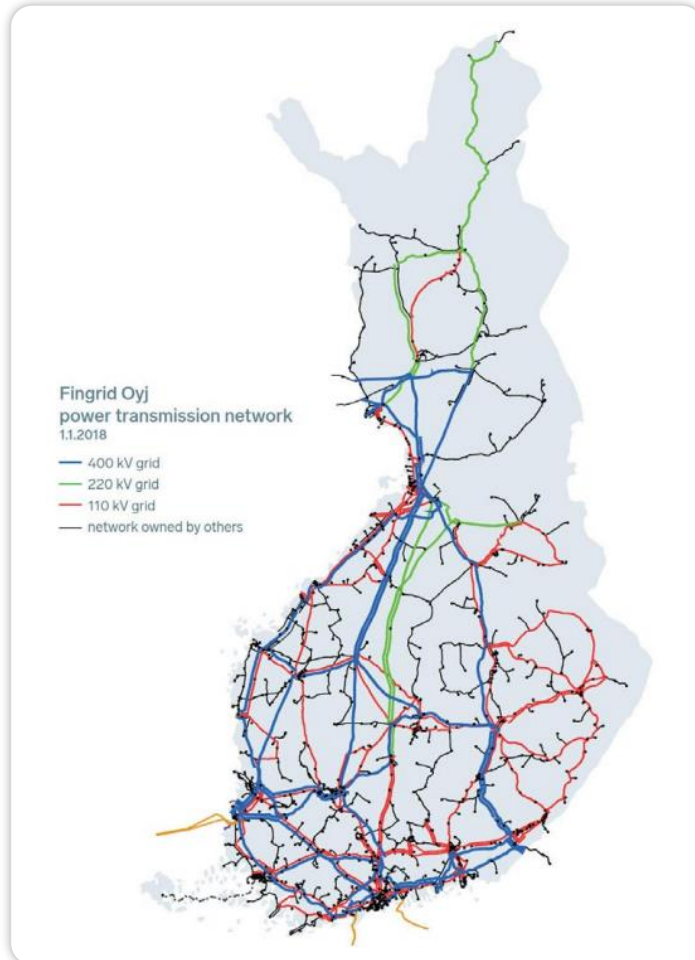 Fingrid Oyj
power transmission network
1.1.2018
400 kV grid
220 kV grid
110 kV grid
network owned by others